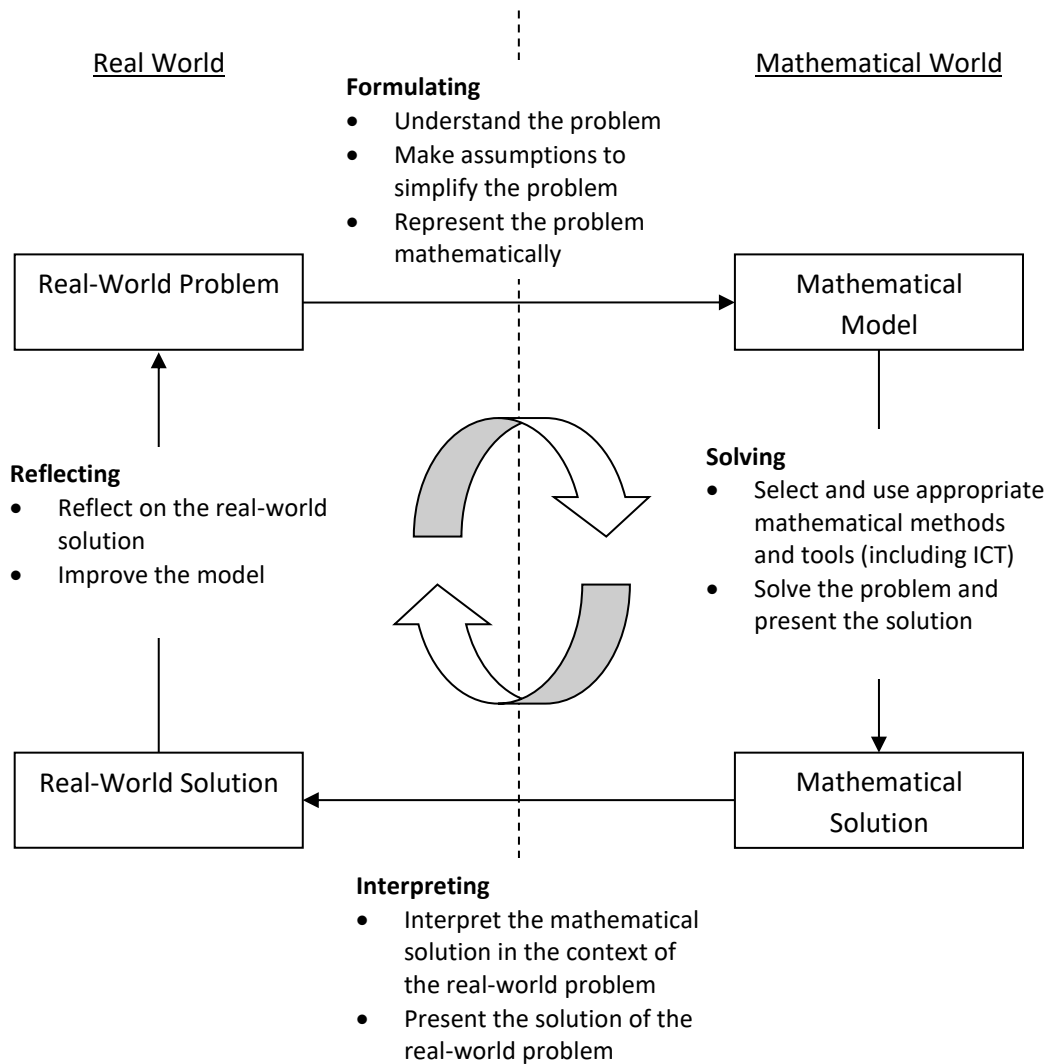 Real World
Mathematical World
Formulating
• Understand the problem
• Make assumptions to
simplify the problem
• Represent the problem
mathematically
Real-World Problem
Mathematical
Model
Reflecting
• Reflect on the real-world
solution
• Improve the model
Solving
• Select and use appropriate
mathematical methods
and tools (including ICT)
• Solve the problem and
present the solution
Real-World Solution
Mathematical
Solution
Interpreting
• Interpret the mathematical
solution in the context of
the real-world problem
• Present the solution of the
real-world problem